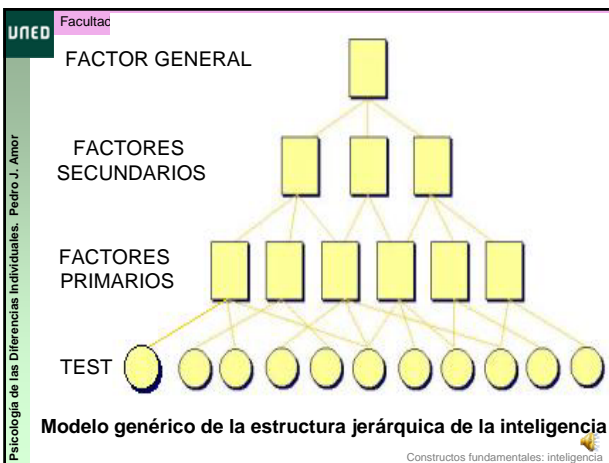 UNED
Facultad
FACTOR GENERAL
FACTORES
SECUNDARIOS
FACTORES
PRIMARIOS
TEST
Modelo genérico de la estructura jerárquica de la inteligencia
Constructos fundamentales: inteligencia
Psicología de las Diferencias Individuales. Pedro J. Amor